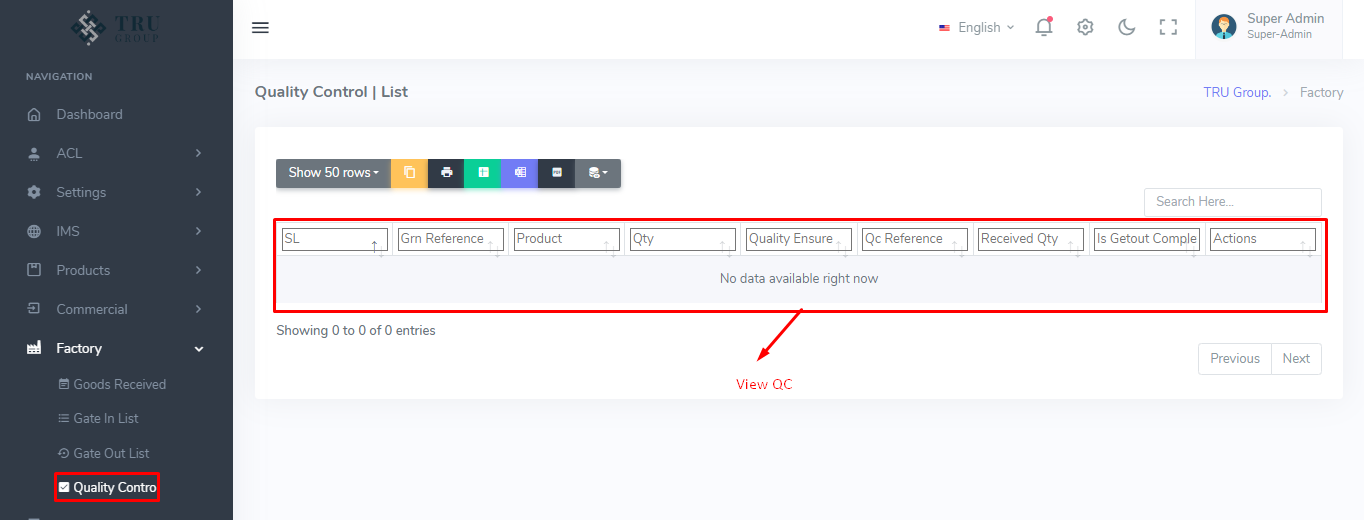 TRU
GROUP
English
Super Admin
Super-Admin
NAVIGATION
Quality Control | List
TRU Group.
Factory
Dashboard
ACL
Settings
IMS
Products
Commercial
Factory
Goods Received
Gate In List
Gate Out List
Quality Contro
Show 50 rows
Search Here...
SL
Grn Reference
Product
Qty
Quality Ensure
Qc Reference
Received Qty
Is Getout Comple
Actions
No data available right now
Showing 0 to 0 of 0 entries
Previous
Next
View QC